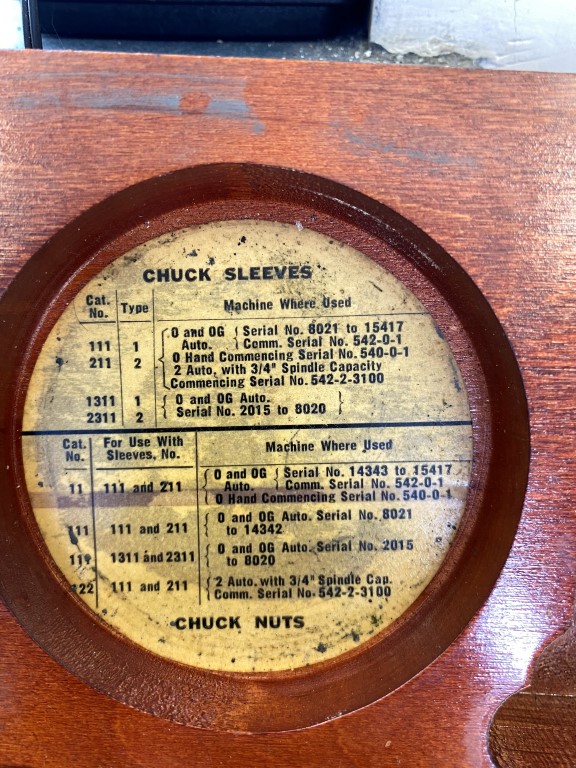 CHUCK SLEEVES
Cat. No. Type Machine Where Used
111 1
211 2
0 and OG Auto. Serial No. 8021 to 15417
Comm. Serial No. 542-0-1
0 Hand Commencing Serial No. 540-0-1
2 Auto. with 3/4" Spindle Capacity
Commencing Serial No. 542-2-3100
1311 1
2311 2
0 and OG Auto.
Serial No. 2015 to 8020
Cat. No. For Use With Sleeves, No. Machine Where Used
11 111 and 211
0 and OG Auto. Serial No. 14343 to 15417
Comm. Serial No. 542-0-1
0 Hand Commencing Serial No. 540-0-1
111 and 211 0 and OG Auto. Serial No. 8021
to 14342
1311 and 2311 0 and OG Auto. Serial No. 2015
to 8020
111 and 211 2 Auto. with 3/4" Spindle Cap.
Comm. Serial No. 542-2-3100
CHUCK NUTS